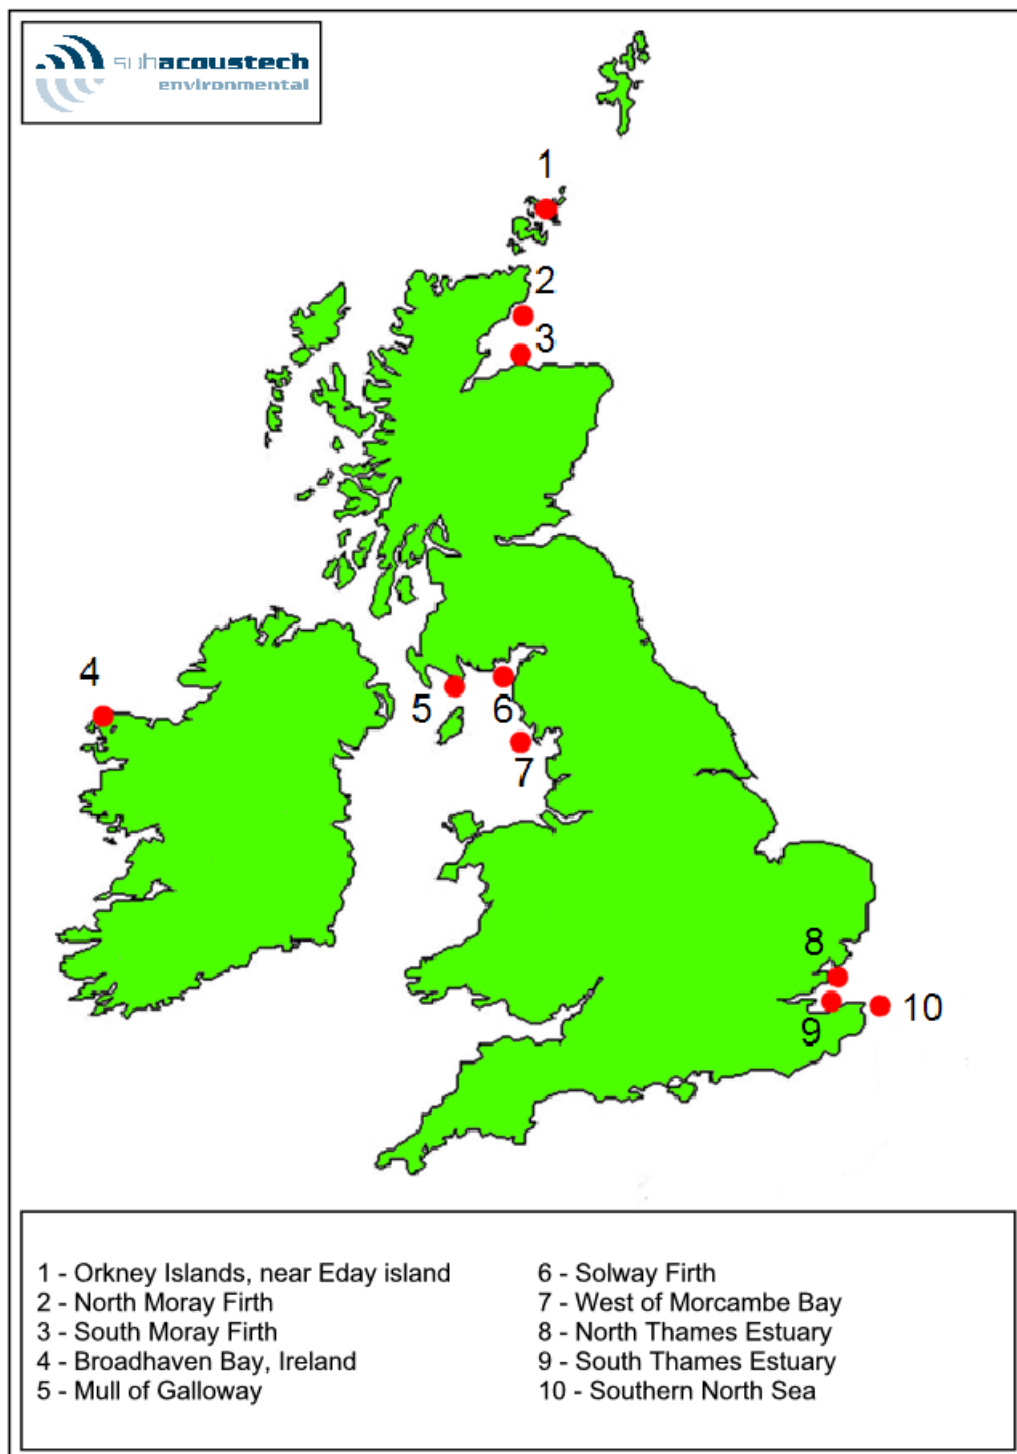 subacoustech
environmental
1
2
3
4
5
6
7
8
9
10
1 - Orkney Islands, near Eday island
2 - North Moray Firth
3 - South Moray Firth
4 - Broadhaven Bay, Ireland
5 - Mull of Galloway
6 - Solway Firth
7 - West of Morcambe Bay
8 - North Thames Estuary
9 - South Thames Estuary
10 - Southern North Sea